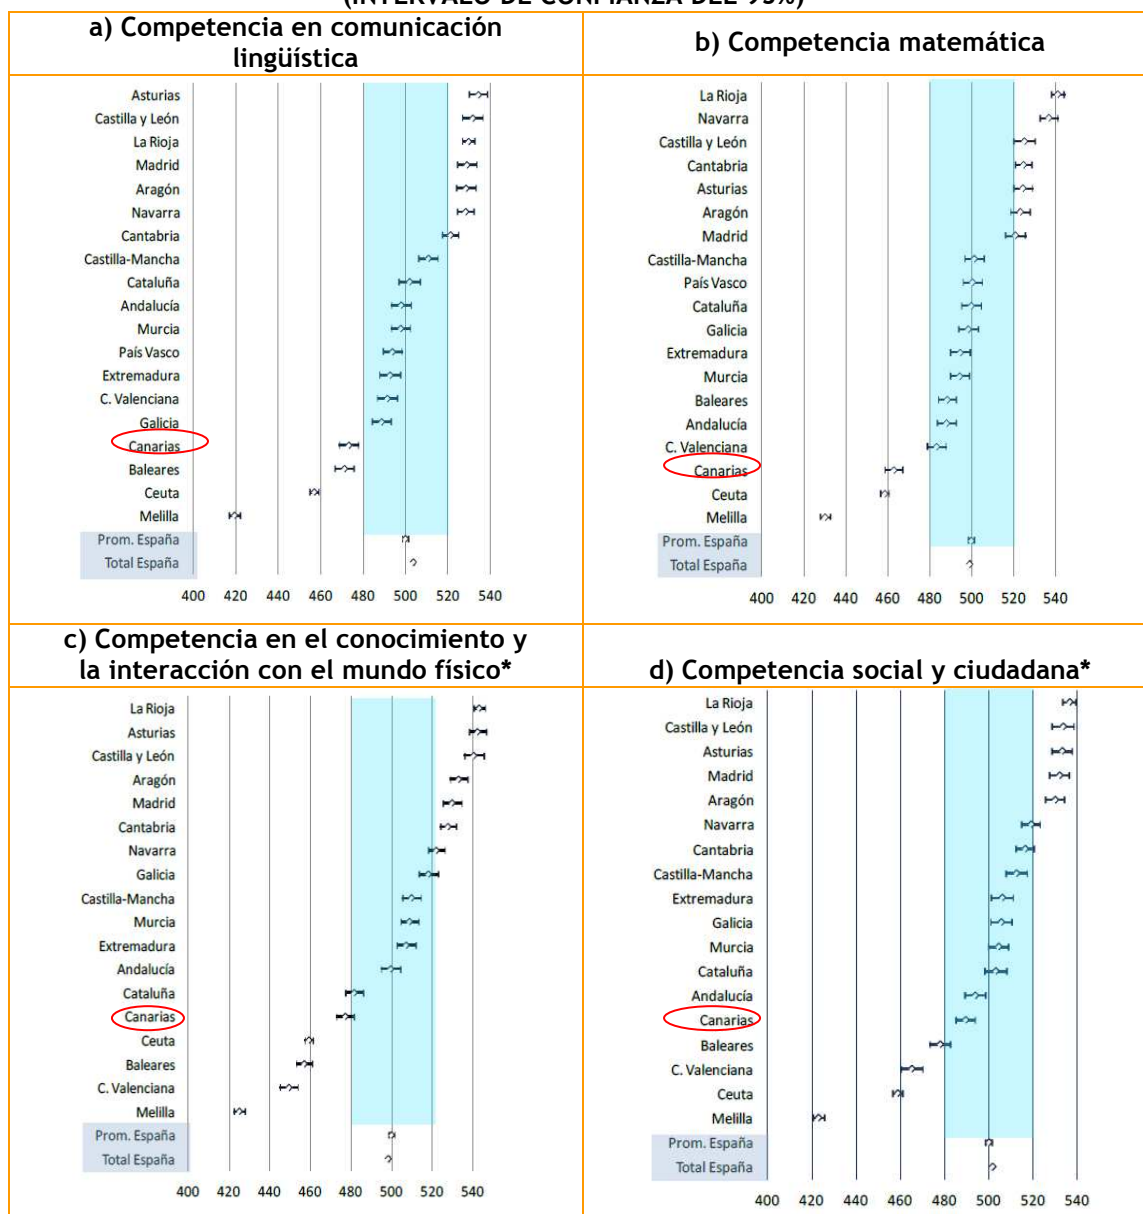 (INTERVALO DE CONFIANZA DEL 95%)
a) Competencia en comunicación
lingüística
b) Competencia matemática
Asturias
Castilla y León
La Rioja
Madrid
Aragón
Navarra
Cantabria
Castilla-Mancha
Cataluña
Andalucía
Murcia
País Vasco
Extremadura
C. Valenciana
Galicia
Canarias
Baleares
Ceuta
Melilla
Prom. España
Total España
400 420 440 460 480 500 520 540
La Rioja
Navarra
Castilla y León
Cantabria
Asturias
Aragón
Madrid
Castilla-Mancha
País Vasco
Cataluña
Galicia
Extremadura
Murcia
Baleares
Andalucía
C. Valenciana
Canarias
Ceuta
Melilla
Prom. España
Total España
400 420 440 460 480 500 520 540
c) Competencia en el conocimiento y
la interacción con el mundo físico*
d) Competencia social y ciudadana*
La Rioja
Asturias
Castilla y León
Aragón
Madrid
Cantabria
Navarra
Galicia
Castilla-Mancha
Murcia
Extremadura
Andalucía
Cataluña
Canarias
Ceuta
Baleares
C. Valenciana
Melilla
Prom. España
Total España
400 420 440 460 480 500 520 540
La Rioja
Castilla y León
Asturias
Madrid
Aragón
Navarra
Cantabria
Castilla-Mancha
Extremadura
Galicia
Murcia
Cataluña
Andalucía
Canarias
Baleares
C. Valenciana
Ceuta
Melilla
Prom. España
Total España
400 420 440 460 480 500 520 540